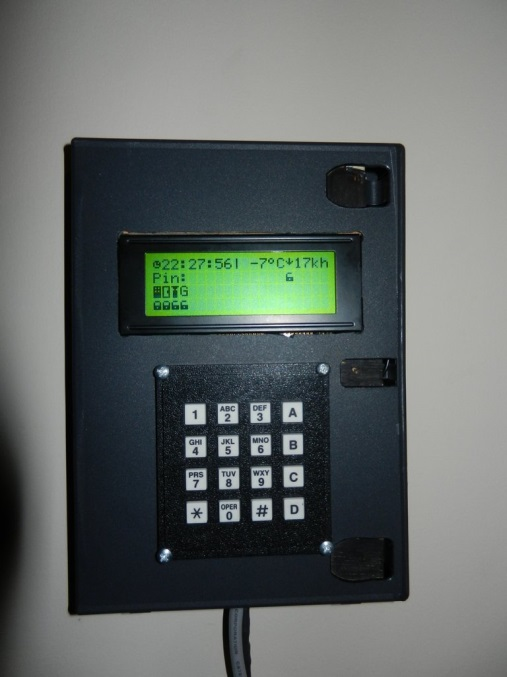 22:27:56| -7°C↓17kh
Pin:
G
1 ABC 2 DEF 3 A
GHI 4 JKL 5 MNO 6 B
PRS 7 TUV 8 WXY 9 C
* OPER 0 # D